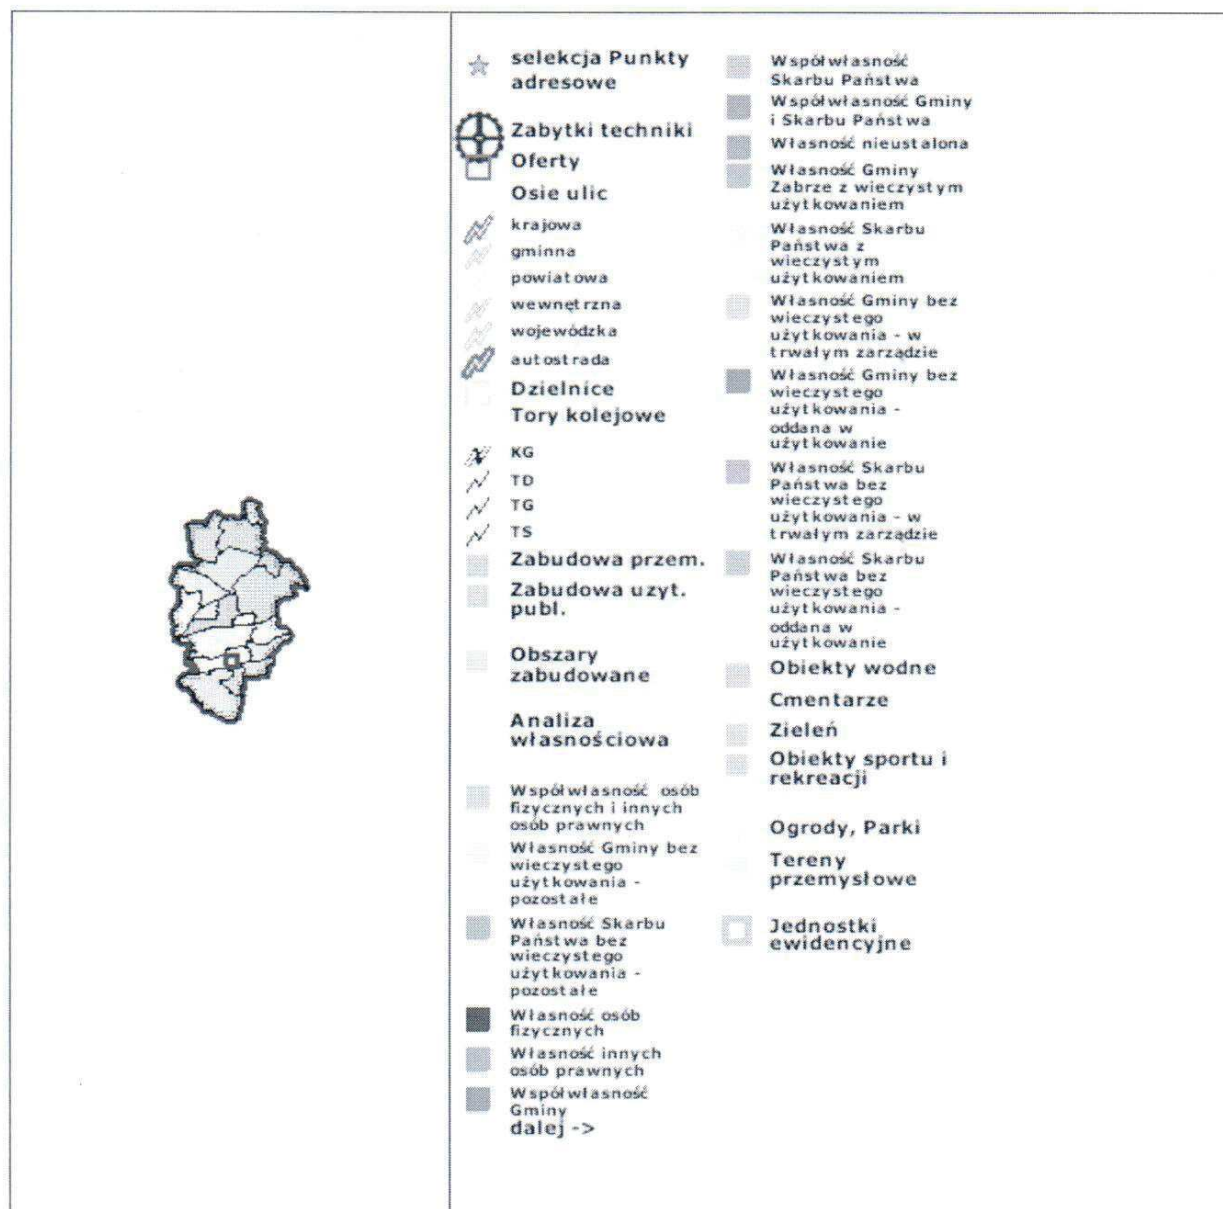 selekcja Punkty
adresowe
Zabytki techniki
Oferty
Osie ulic
krajowa
gminna
powiatowa
wewnętrzna
wojewódzka
autostrada
Dzielnice
Tory kolejowe
KG
TD
TG
TS
Zabudowa przem.
Zabudowa uzyt.
publ.
Obszary
zabudowane
Analiza
własnościowa
Współwłasność osób
fizycznych i innych
osób prawnych
Własność Gminy bez
wieczystego
użytkowania -
pozostałe
Własność Skarbu
Państwa bez
wieczystego
użytkowania -
pozostałe
Własność osób
fizycznych
Własność innych
osób prawnych
Współwłasność
Gminy
dalej ->
Współwłasność
Skarbu Państwa
Współwłasność Gminy
i Skarbu Państwa
Własność nieustalona
Własność Gminy
Zabrze z wieczystym
użytkowaniem
Własność Skarbu
Państwa z
wieczystym
użytkowaniem
Własność Gminy bez
wieczystego
użytkowania - w
trwałym zarządzie
Własność Gminy bez
wieczystego
użytkowania -
oddana w
użytkowanie
Własność Skarbu
Państwa bez
wieczystego
użytkowania - w
trwałym zarządzie
Własność Skarbu
Państwa bez
wieczystego
użytkowania -
oddana w
użytkowanie
Obiekty wodne
Cmentarze
Zieleń
Obiekty sportu i
rekreacji
Ogrody, Parki
Tereny
przemysłowe
Jednostki
ewidencyjne